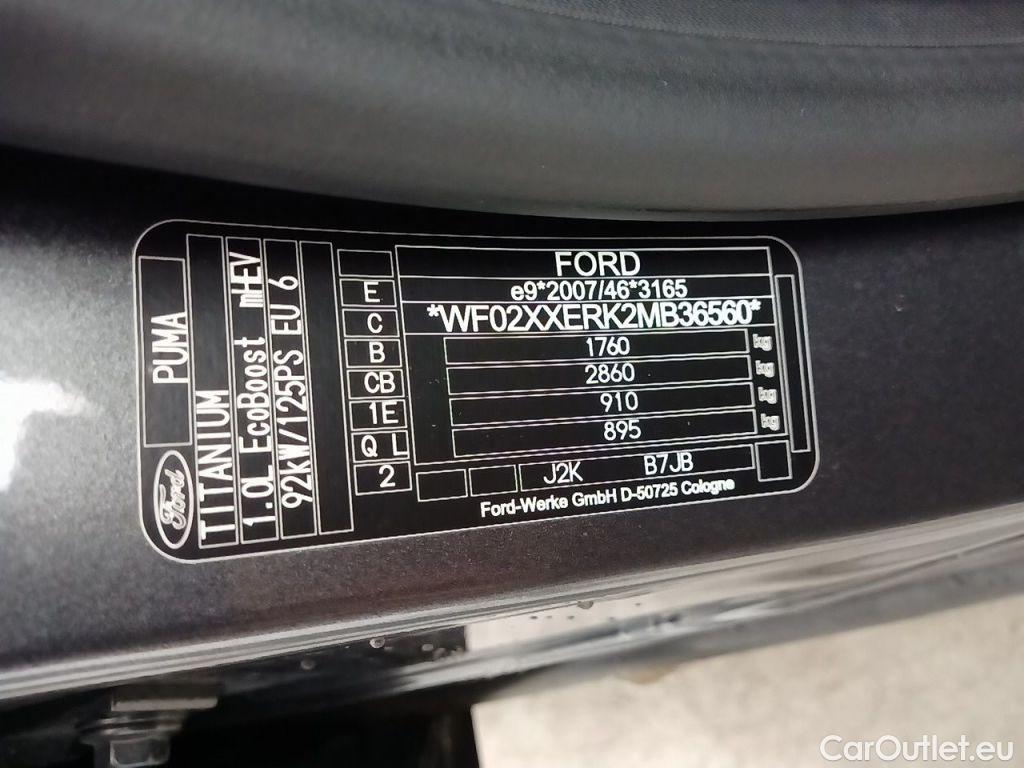 PUMA
TITANIUM
1.0L EcoBoost mHEV
92kW/125PS EU 6
Ford
E
C
B
CB
1E
Q L
2
FORD
e9*2007/46*3165
*WF02XXERK2MB36560*
1760 kg
2860 kg
910 kg
895 kg
J2K B7JB
Ford-Werke GmbH D-50725 Cologne
CarOutlet.eu